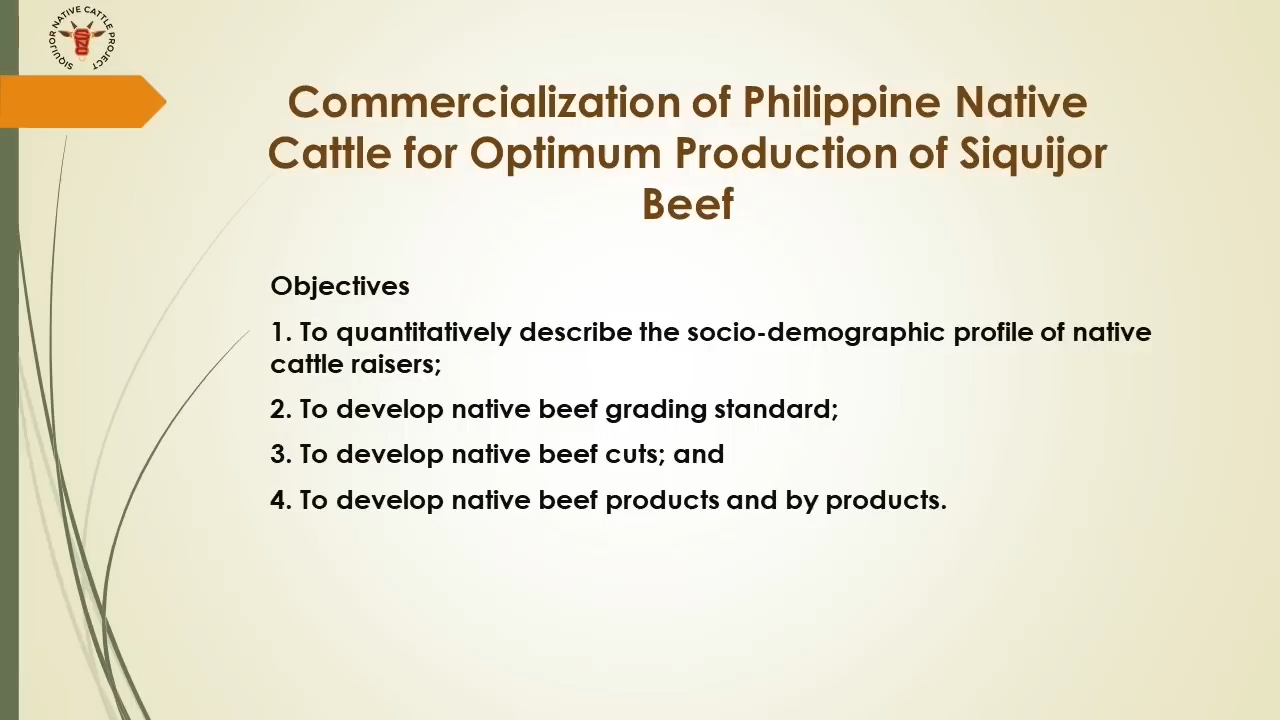 SIQUIJOR NATIVE CATTLE PROJECT
Commercialization of Philippine Native
Cattle for Optimum Production of Siquijor
Beef
Objectives
1. To quantitatively describe the socio-demographic profile of native
cattle raisers;
2. To develop native beef grading standard;
3. To develop native beef cuts; and
4. To develop native beef products and by products.